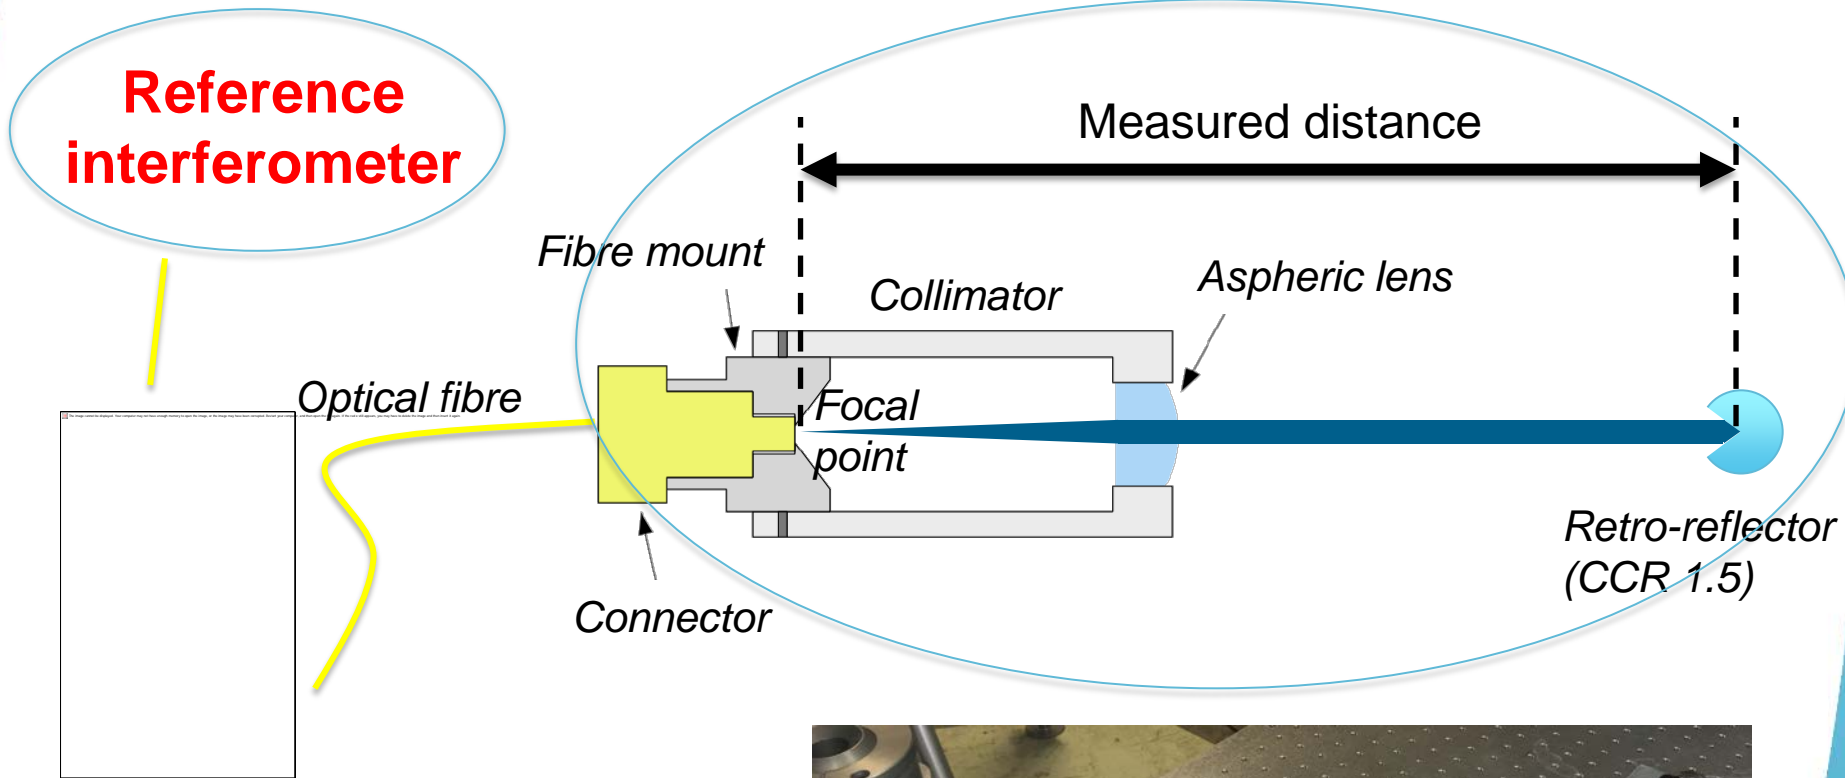 Reference
interferometer
Measured distance
Fibre mount
Collimator
Aspheric lens
Optical fibre
Focal
point
Retro-reflector
(CCR 1.5)
Connector